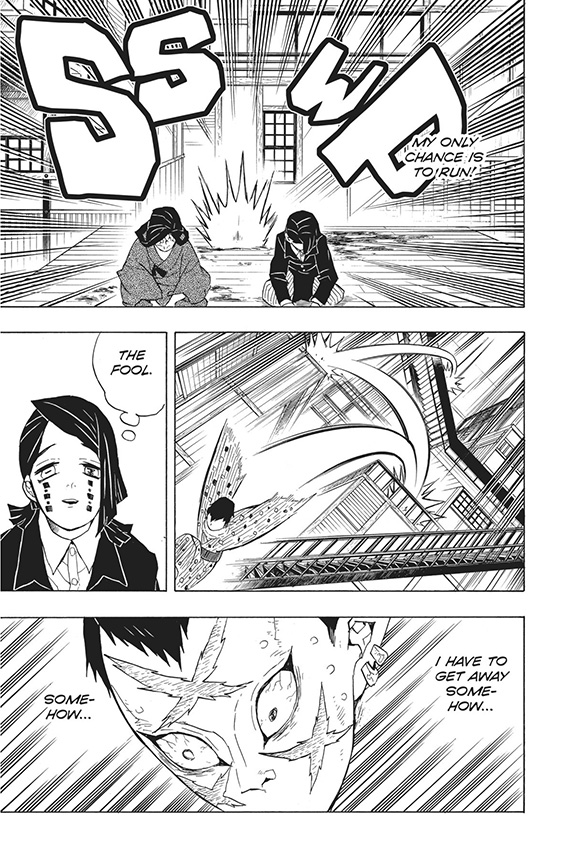 SSWP
MY ONLY
CHANCE IS
TO RUN!
THE
FOOL.
I HAVE TO
GET AWAY
SOME-
HOW...
SOME-
HOW...